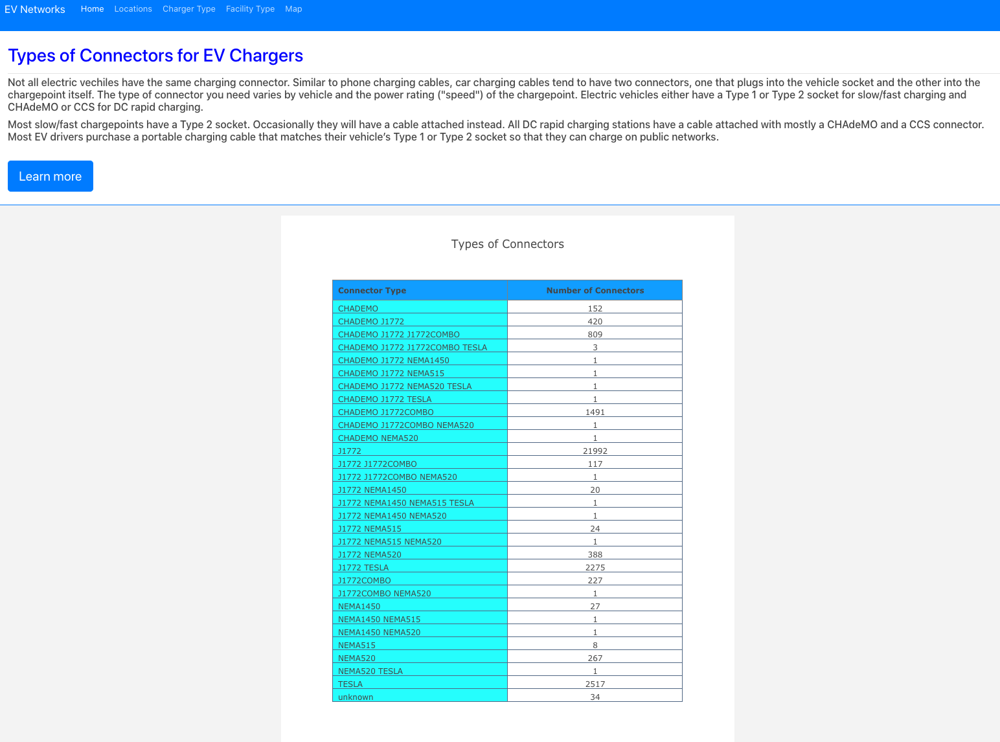 EV Networks Home Locations Charger Type Facility Type Map
Types of Connectors for EV Chargers
Not all electric vechiles have the same charging connector. Similar to phone charging cables, car charging cables tend to have two connectors, one that plugs into the vehicle socket and the other into the
chargepoint itself. The type of connector you need varies by vehicle and the power rating ("speed") of the chargepoint. Electric vehicles either have a Type 1 or Type 2 socket for slow/fast charging and
CHAdeMO or CCS for DC rapid charging.
Most slow/fast chargepoints have a Type 2 socket. Occasionally they will have a cable attached instead. All DC rapid charging stations have a cable attached with mostly a CHAdeMO and a CCS connector.
Most EV drivers purchase a portable charging cable that matches their vehicle’s Type 1 or Type 2 socket so that they can charge on public networks.
Learn more
Types of Connectors
Connector Type Number of Connectors
CHADEMO 152
CHADEMO J1772 420
CHADEMO J1772 J1772COMBO 809
CHADEMO J1772 J1772COMBO TESLA 3
CHADEMO J1772 NEMA1450 1
CHADEMO J1772 NEMA515 1
CHADEMO J1772 NEMA520 TESLA 1
CHADEMO J1772 TESLA 1
CHADEMO J1772COMBO 1491
CHADEMO J1772COMBO NEMA520 1
CHADEMO NEMA520 1
J1772 21992
J1772 J1772COMBO 117
J1772 J1772COMBO NEMA520 1
J1772 NEMA1450 20
J1772 NEMA1450 NEMA515 TESLA 1
J1772 NEMA1450 NEMA520 1
J1772 NEMA515 24
J1772 NEMA515 NEMA520 1
J1772 NEMA520 388
J1772 TESLA 2275
J1772COMBO 227
J1772COMBO NEMA520 1
NEMA1450 27
NEMA1450 NEMA515 1
NEMA1450 NEMA520 1
NEMA515 8
NEMA520 267
NEMA520 TESLA 1
TESLA 2517
unknown 34